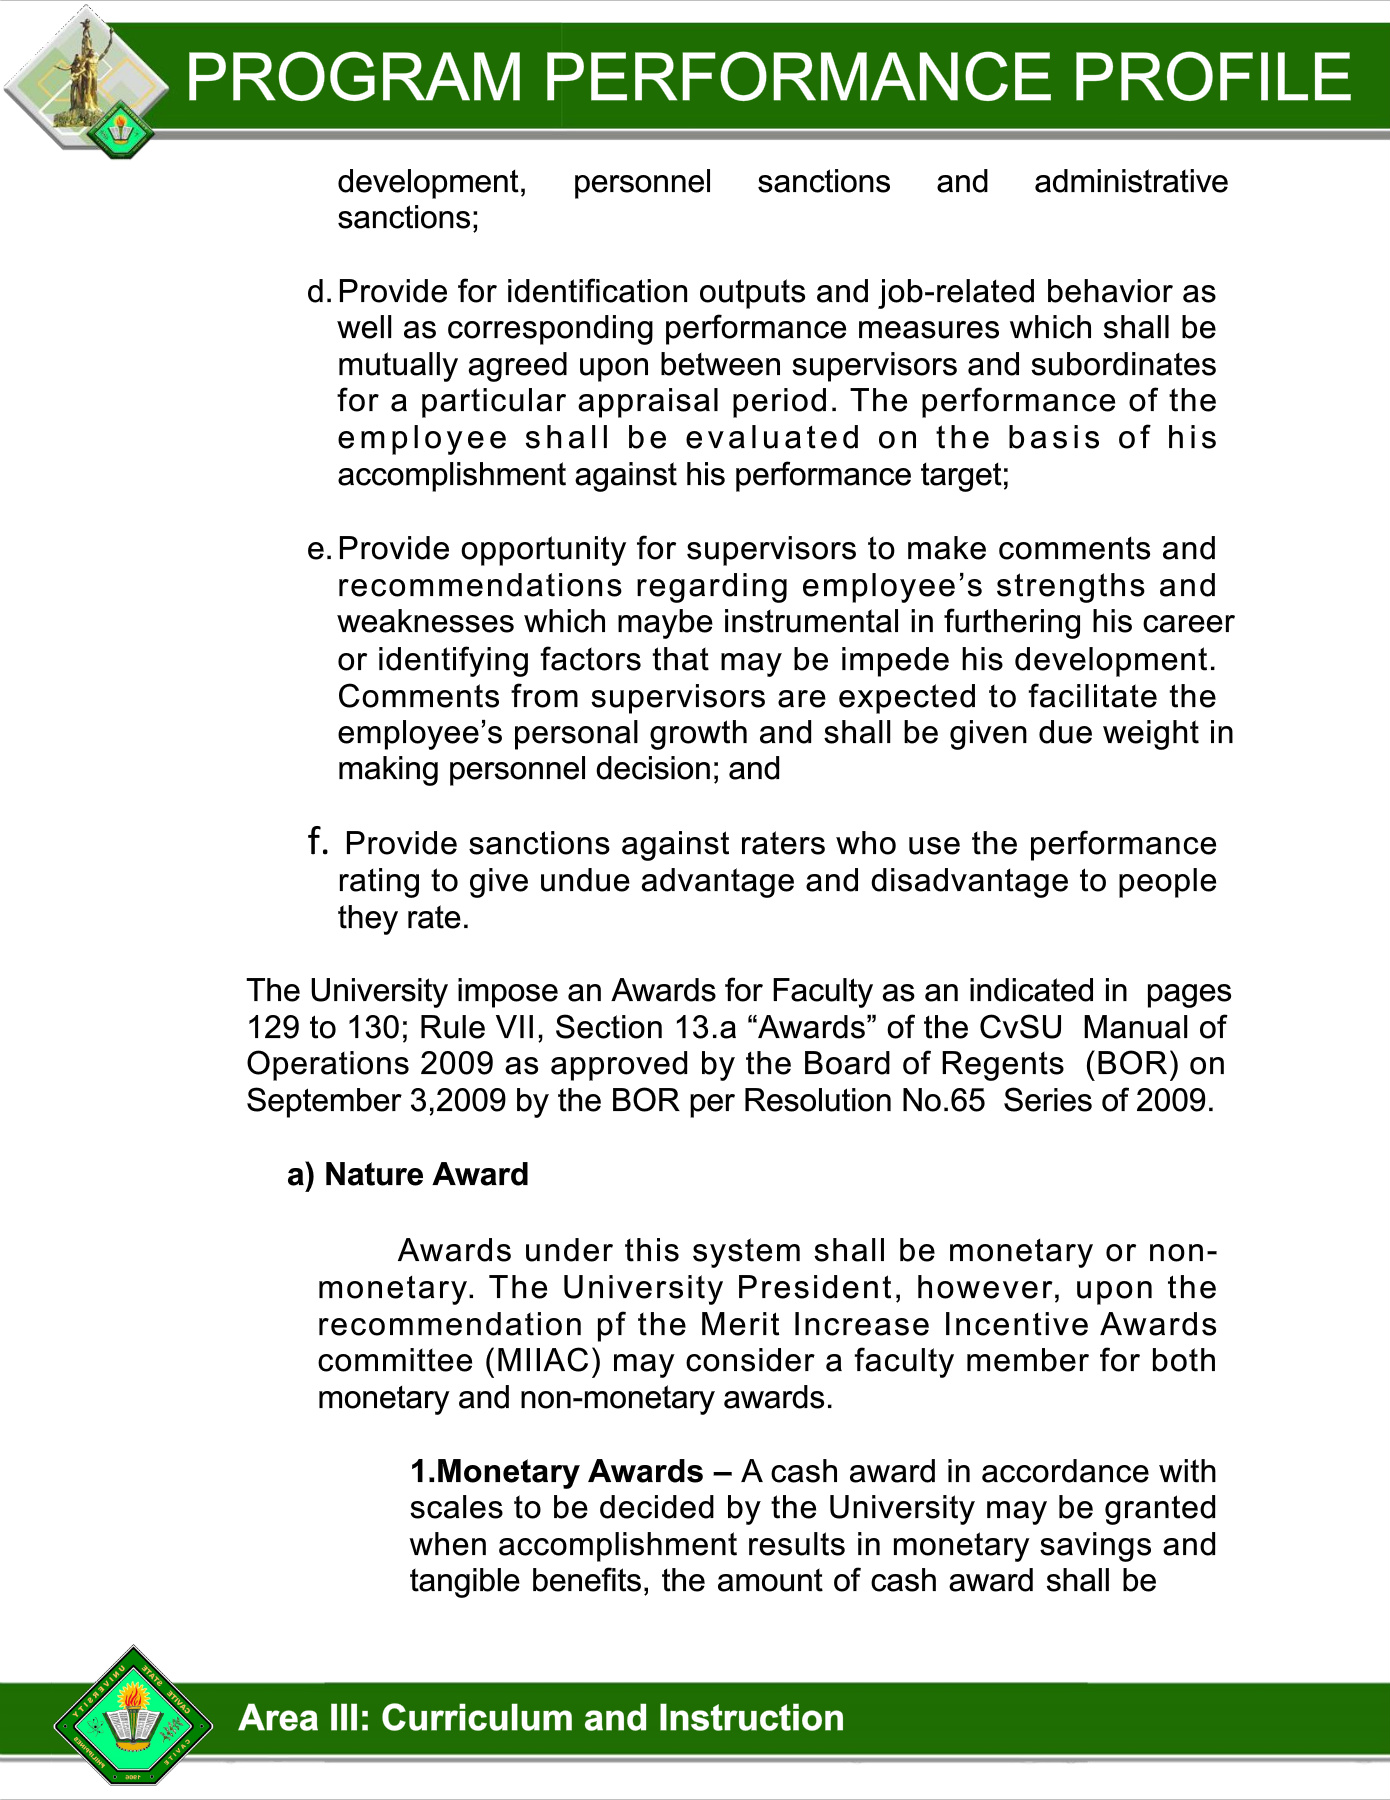 PROGRAM PERFORMANCE PROFILE
development, personnel sanctions and administrative
sanctions;
d. Provide for identification outputs and job-related behavior as
well as corresponding performance measures which shall be
mutually agreed upon between supervisors and subordinates
for a particular appraisal period. The performance of the
employee shall be evaluated on the basis of his
accomplishment against his performance target;
e. Provide opportunity for supervisors to make comments and
recommendations regarding employee’s strengths and
weaknesses which maybe instrumental in furthering his career
or identifying factors that may be impede his development.
Comments from supervisors are expected to facilitate the
employee’s personal growth and shall be given due weight in
making personnel decision; and
f. Provide sanctions against raters who use the performance
rating to give undue advantage and disadvantage to people
they rate.
The University impose an Awards for Faculty as an indicated in pages
129 to 130; Rule VII, Section 13.a “Awards” of the CvSU Manual of
Operations 2009 as approved by the Board of Regents (BOR) on
September 3,2009 by the BOR per Resolution No.65 Series of 2009.
a) Nature Award
Awards under this system shall be monetary or non-
monetary. The University President, however, upon the
recommendation pf the Merit Increase Incentive Awards
committee (MIIAC) may consider a faculty member for both
monetary and non-monetary awards.
1.Monetary Awards – A cash award in accordance with
scales to be decided by the University may be granted
when accomplishment results in monetary savings and
tangible benefits, the amount of cash award shall be
CAVITE STATE UNIVERSITY
CAVITE
PHILIPPINES
1906
Area III: Curriculum and Instruction